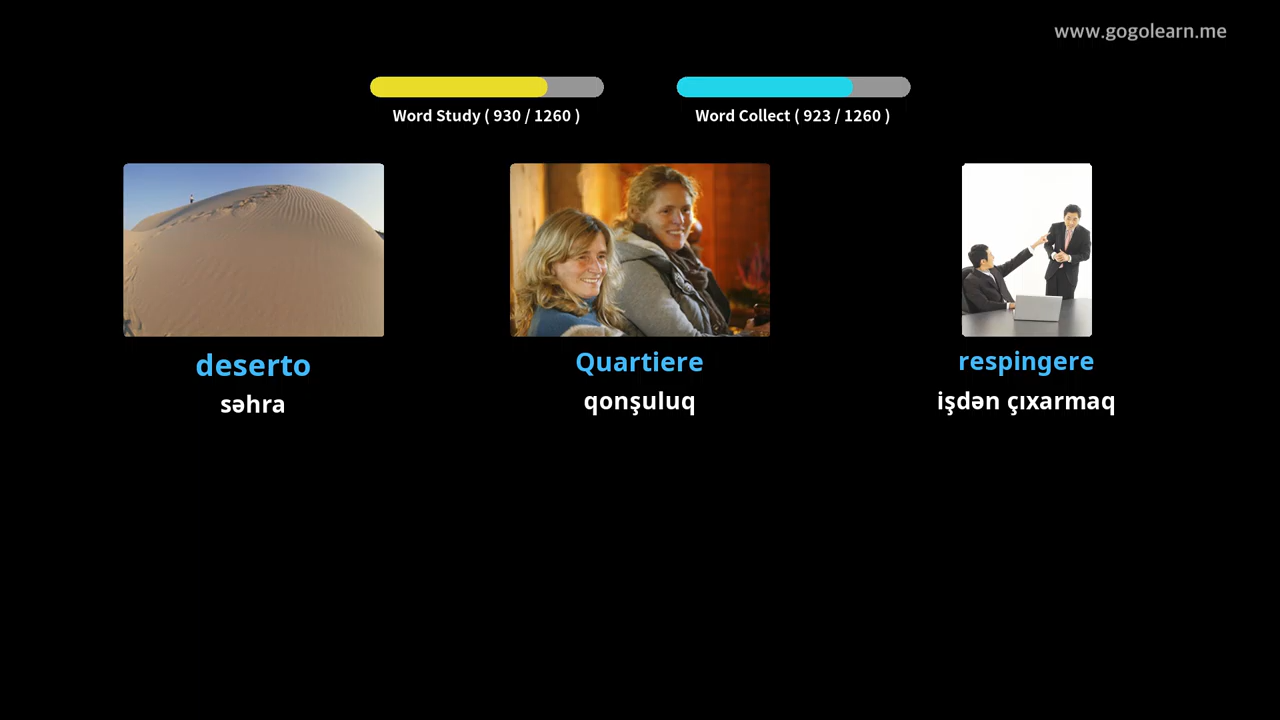 www.gogolearn.me
Word Study ( 930 / 1260 )
Word Collect ( 923 / 1260 )
deserto
Quartiere
respingere
səhra
qonşuluq
işdən çıxarmaq